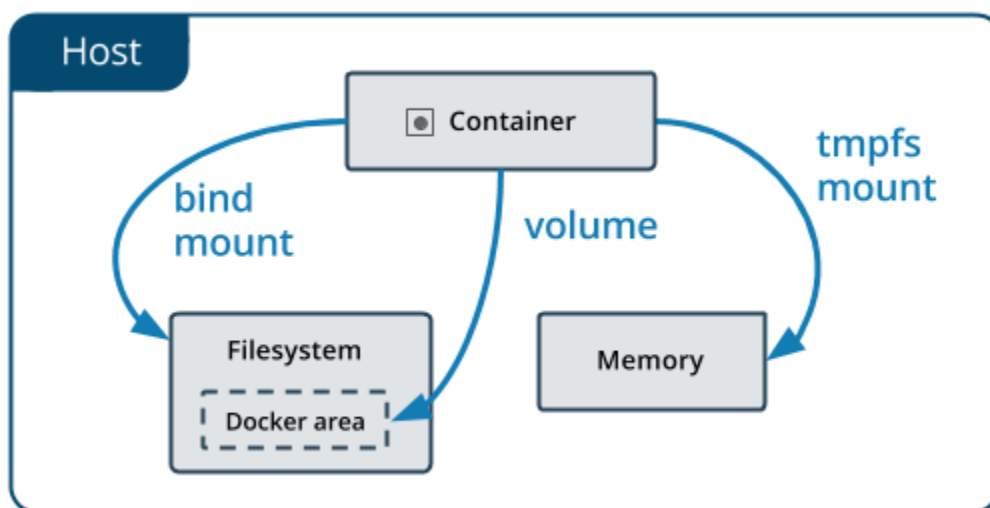 Host
Container
bind
mount
volume
tmpfs
mount
Filesystem
Docker area
Memory